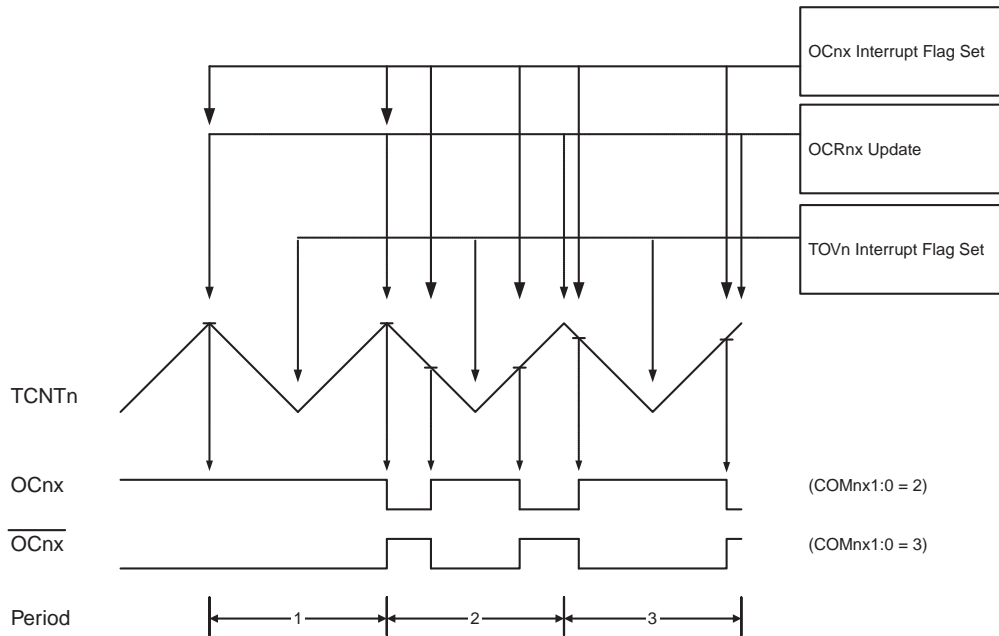 OCnx Interrupt Flag Set
OCRnx Update
TOVn Interrupt Flag Set
TCNTn
OCnx
(COMnx1:0 = 2)
OCnx
(COMnx1:0 = 3)
Period
1
2
3